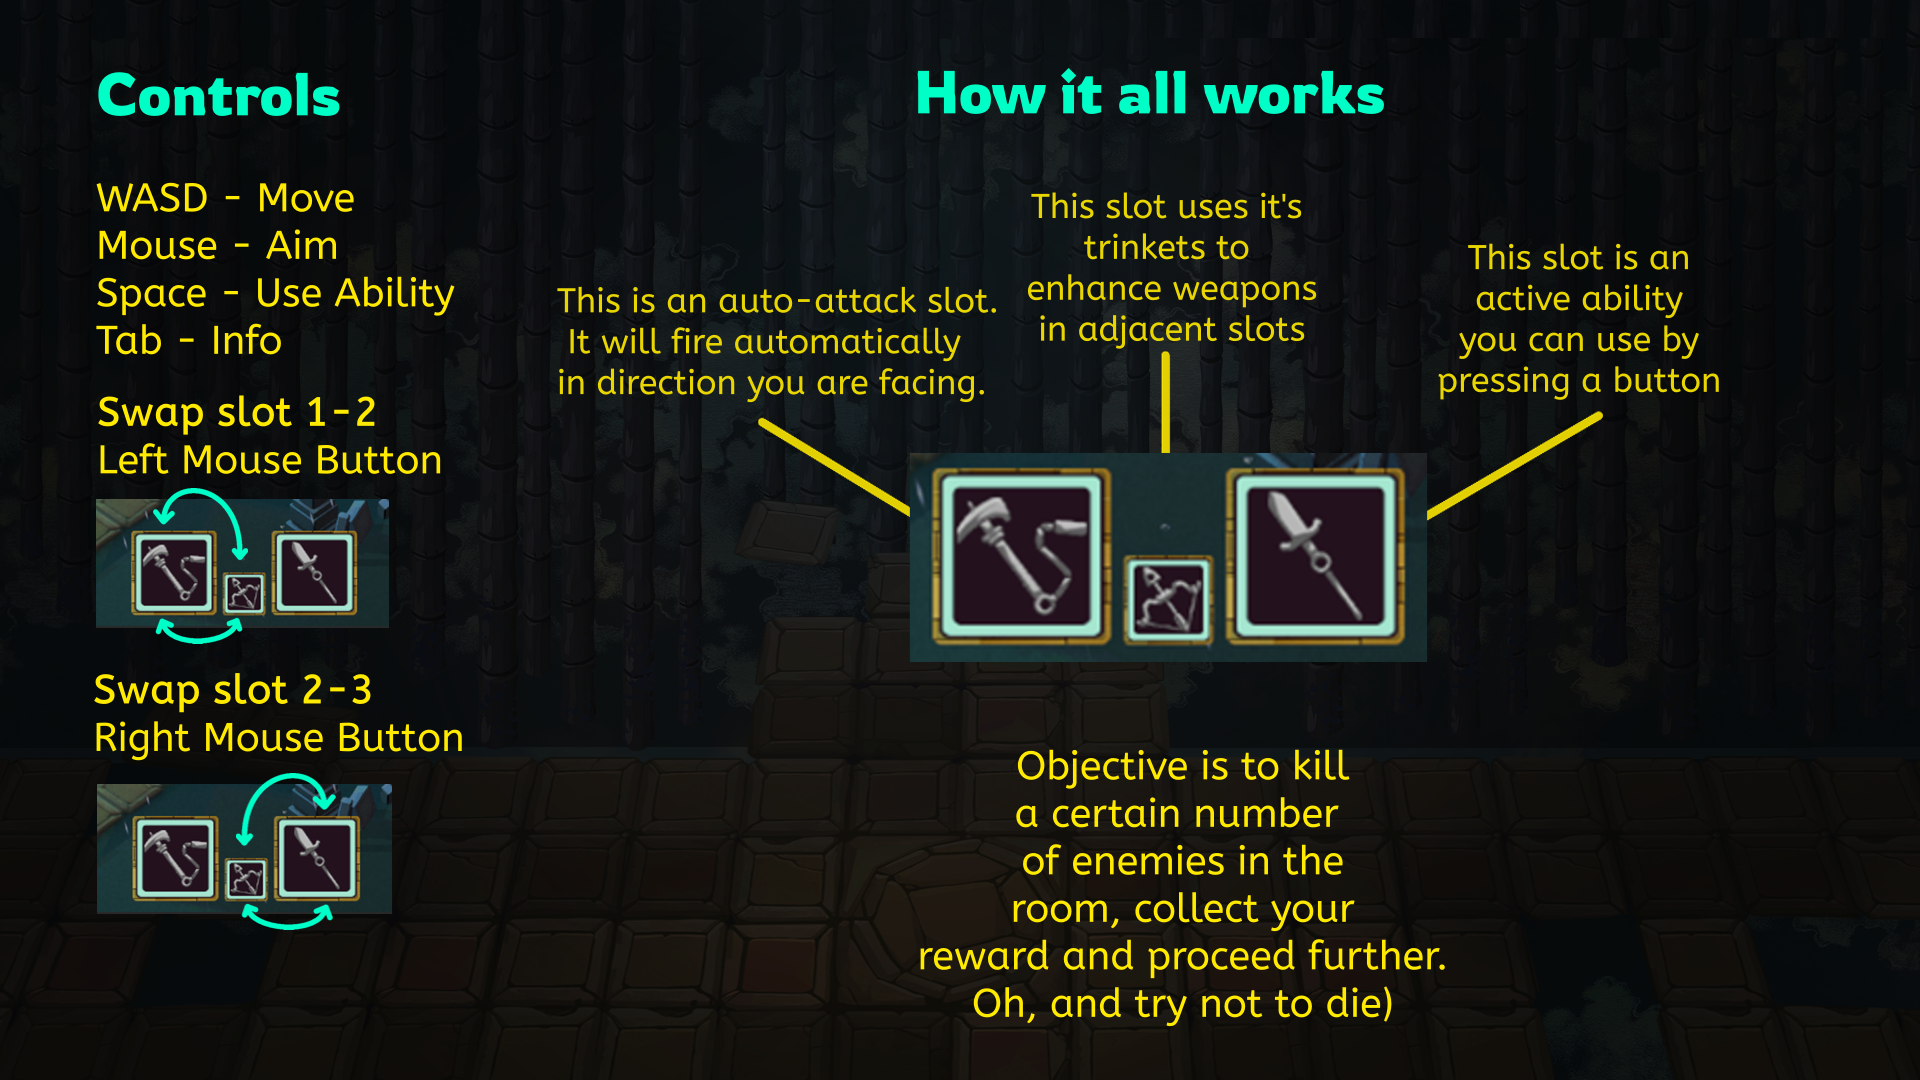 Controls
WASD - Move
Mouse - Aim
Space - Use Ability
Tab - Info
Swap slot 1-2
Left Mouse Button
Swap slot 2-3
Right Mouse Button
How it all works
This is an auto-attack slot.
It will fire automatically
in direction you are facing.
This slot uses it's
trinkets to
enhance weapons
in adjacent slots
This slot is an
active ability
you can use by
pressing a button
Objective is to kill
a certain number
of enemies in the
room, collect your
reward and proceed further.
Oh, and try not to die)